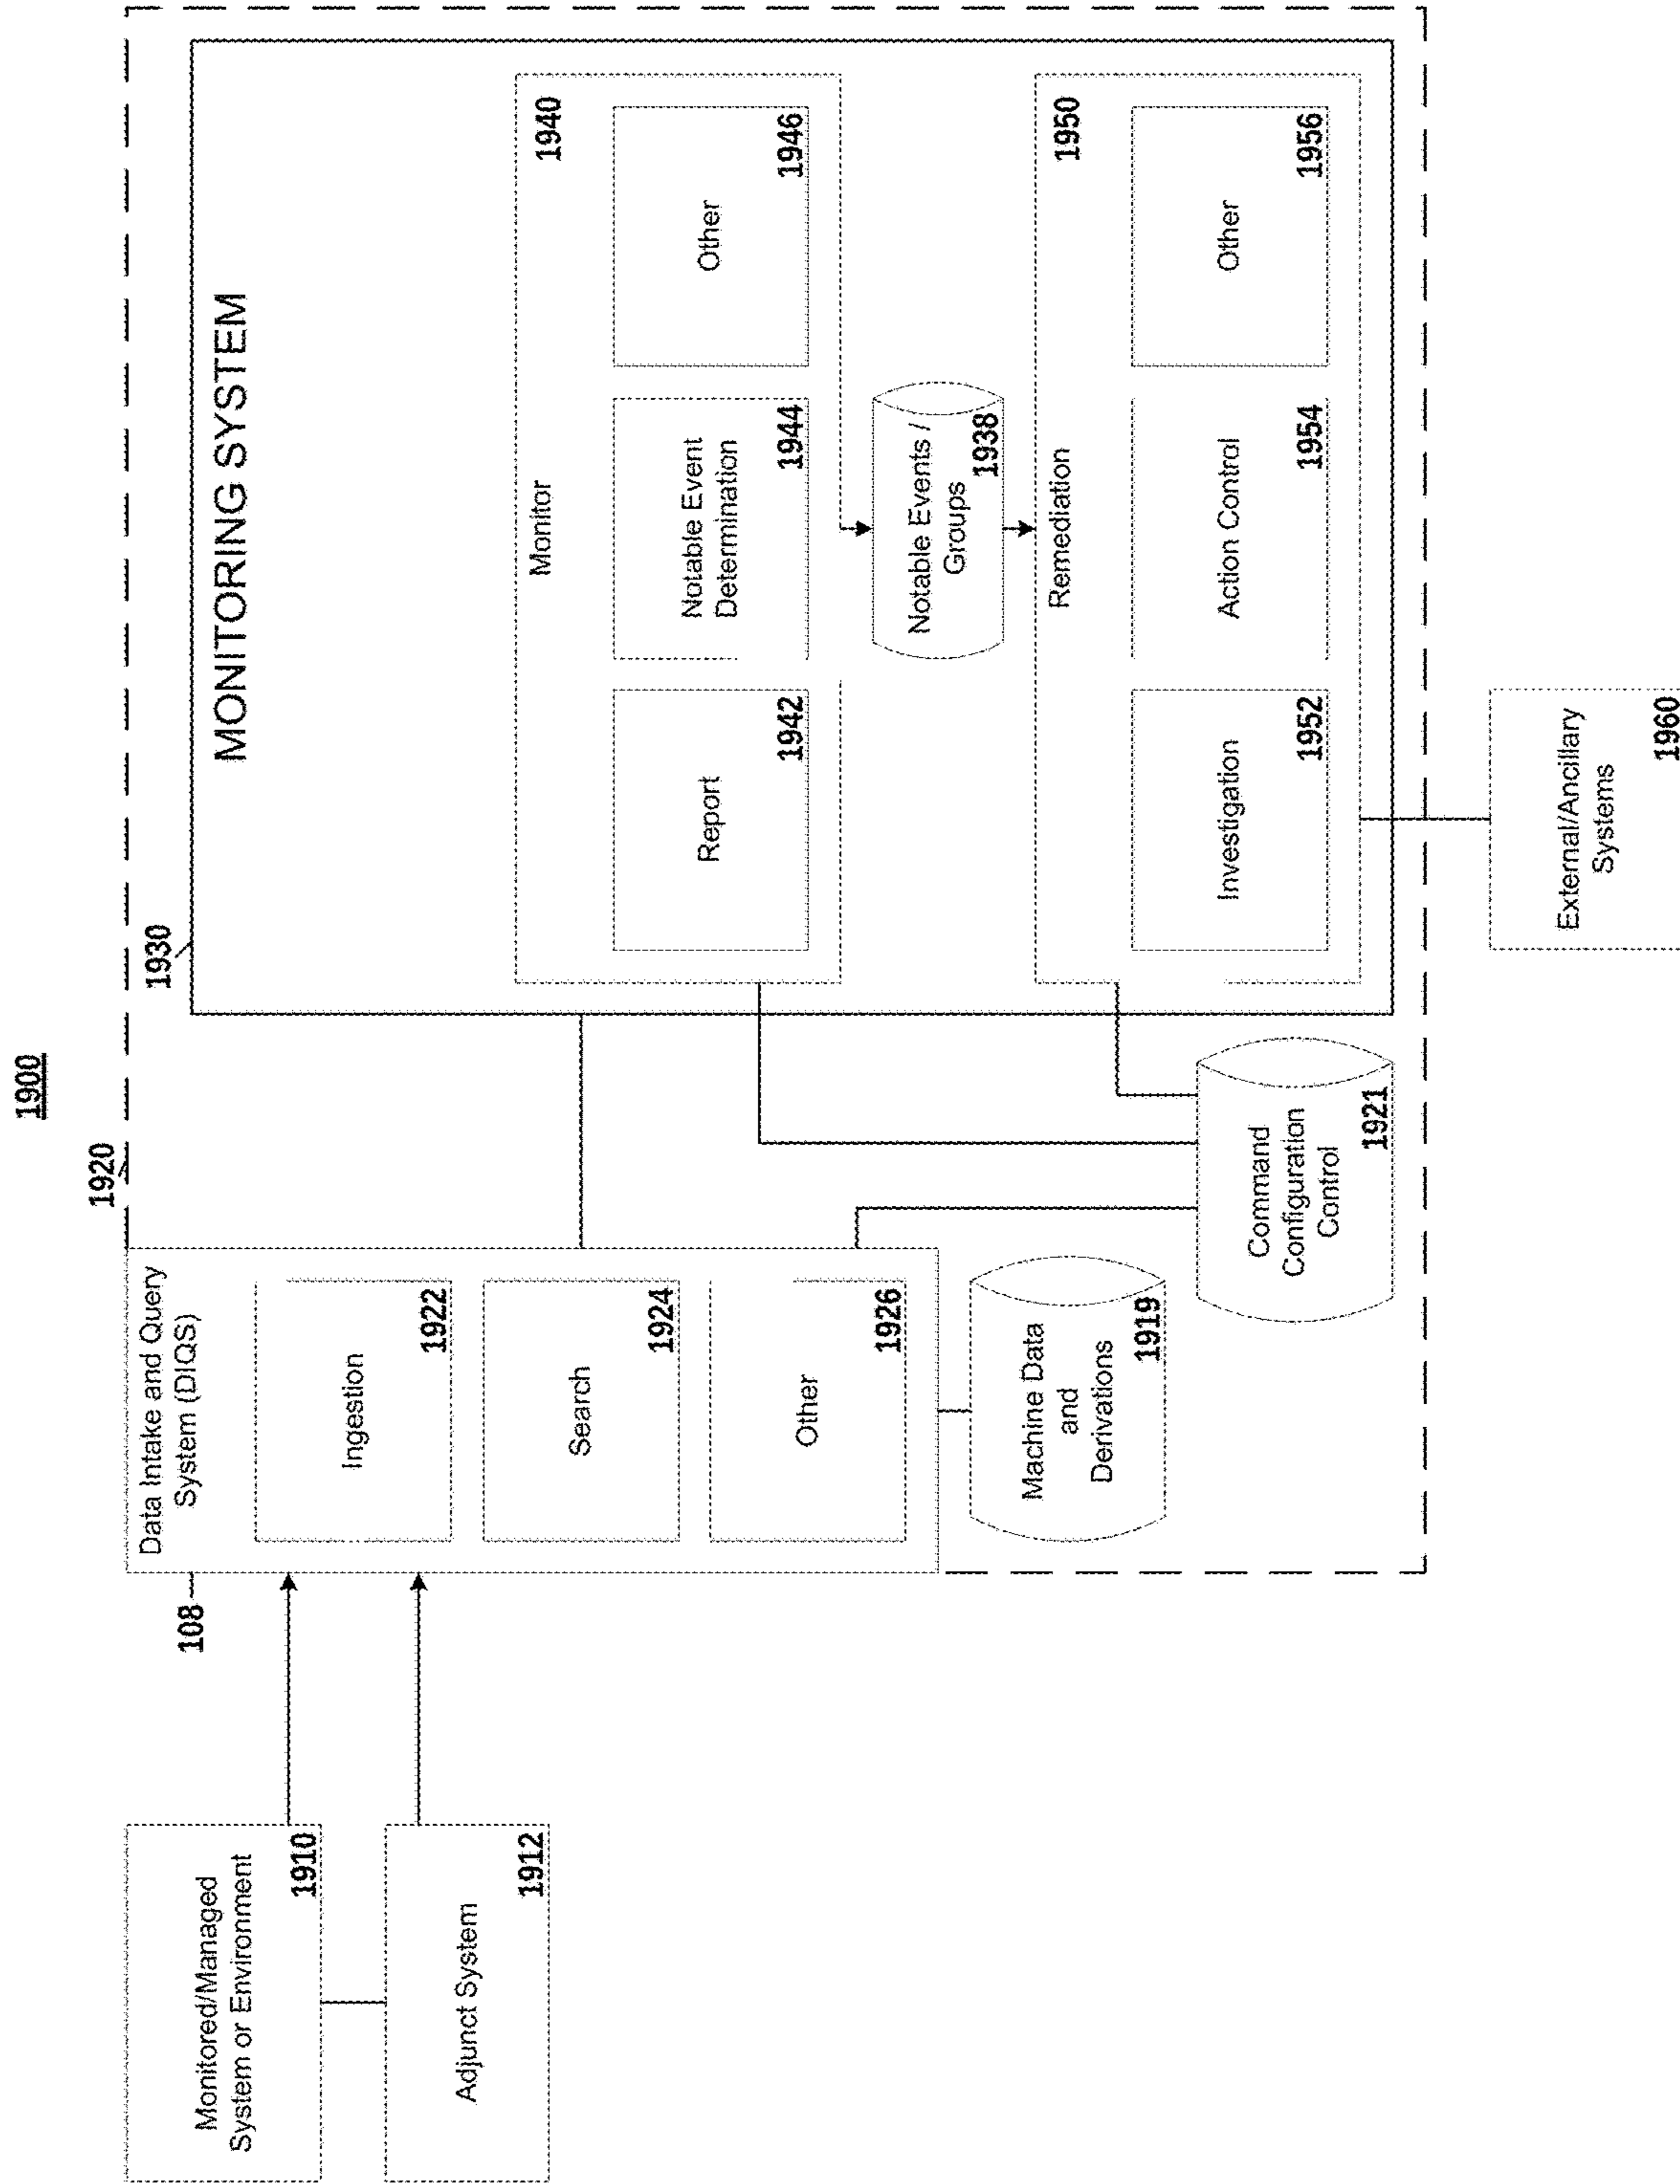 1900
1920
1930
Monitored/Managed
System or Environment
1910
Adjunct System
1912
108
Data Intake and Query
System (DIQS)
Ingestion
1922
Search
1924
Other
1926
Machine Data
and
Derivations
1919
Command
Configuration
Control
1921
MONITORING SYSTEM
Monitor
1940
Report
1942
Notable Event
Determination
1944
Other
1946
Notable Events /
Groups
1938
Remediation
1950
Investigation
1952
Action Control
1954
Other
1956
External/Ancillary
Systems
1960